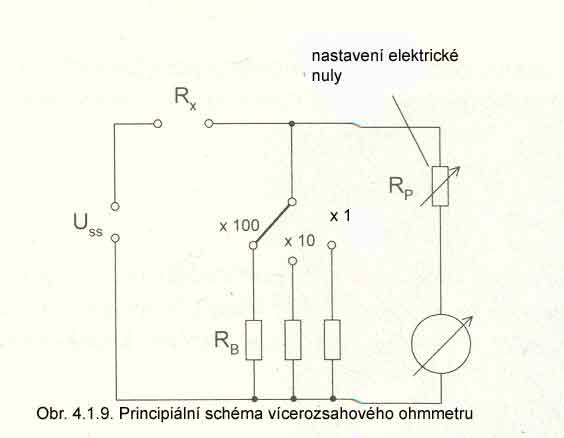 nastavení elektrické
nuly
Rx
RP
Uss
x 100
x 10
x 1
RB
Obr. 4.1.9. Principiální schéma vícerozsahového ohmmetru